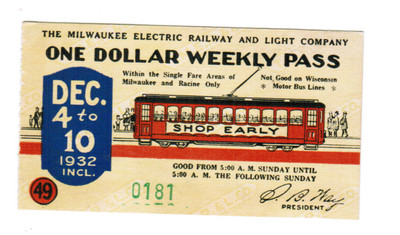 THE MILWAUKEE ELECTRIC RAILWAY AND LIGHT COMPANY
ONE DOLLAR WEEKLY PASS
Within the Single Fare Areas of
Milwaukee and Racine Only
Not Good on Wisconsin
* Motor Bus Lines *
DEC.
4 to
10
1932
INCL.
SHOP EARLY
GOOD FROM 5:00 A. M. SUNDAY UNTIL
5:00 A. M. THE FOLLOWING SUNDAY
49
0181
S. B. Way
PRESIDENT